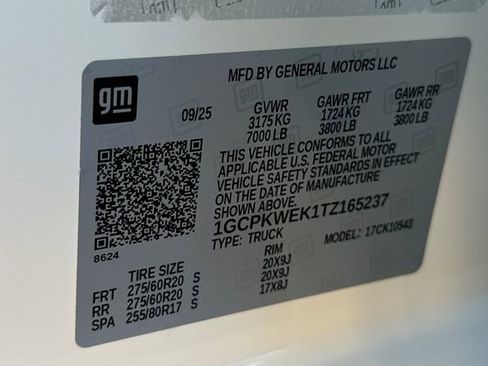 gm
MFD BY GENERAL MOTORS LLC
09/25 GVWR GAWR FRT GAWR RR
3175 KG 1724 KG 1724 KG
7000 LB 3800 LB 3800 LB
THIS VEHICLE CONFORMS TO ALL
APPLICABLE U.S. FEDERAL MOTOR
VEHICLE SAFETY STANDARDS IN EFFECT
ON THE DATE OF MANUFACTURE
SHOWN ABOVE.
1GCPKWEK1TZ165237
TYPE: TRUCK MODEL: 17CK10543
8624
TIRE SIZE RIM
FRT 275/60R20 S 20X9J
RR 275/60R20 S 20X9J
SPA 255/80R17 S 17X8J